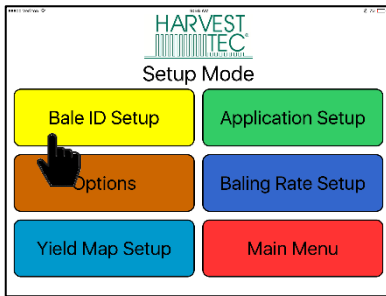 HARVEST
TEC
Setup Mode
Bale ID Setup
Application Setup
Options
Baling Rate Setup
Yield Map Setup
Main Menu